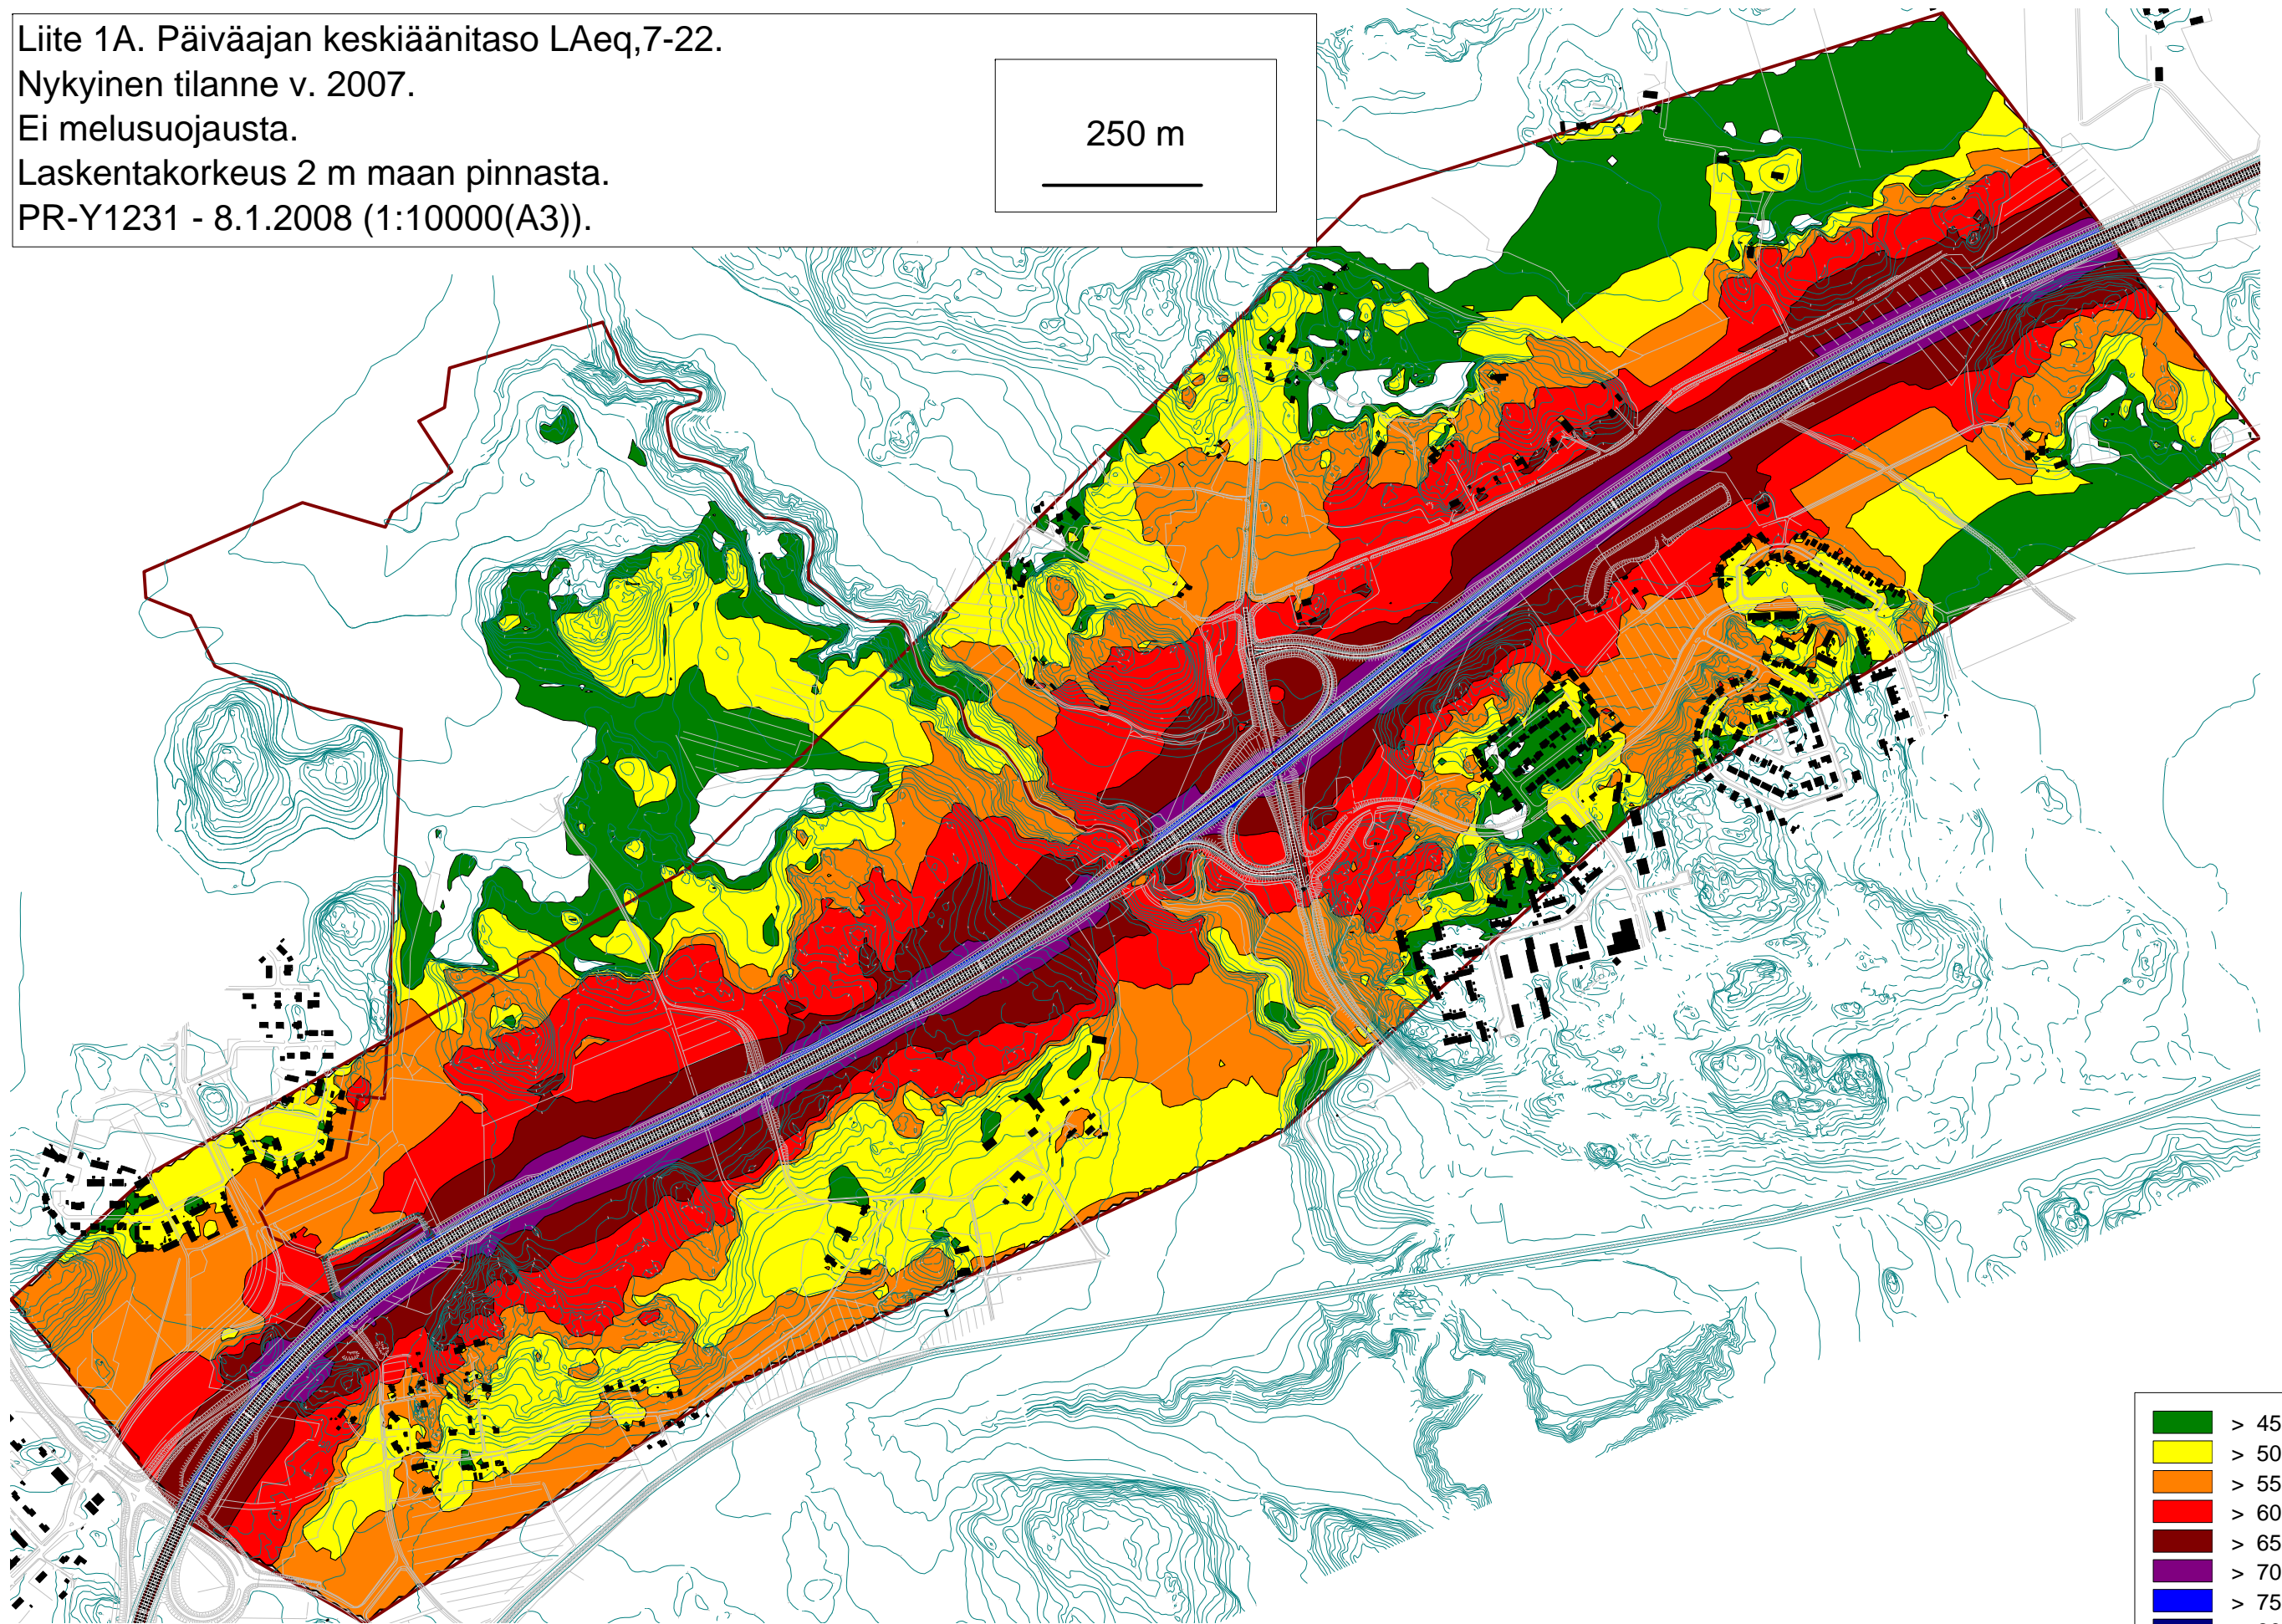 Liite 1A. Päiväajan keskiäänitaso LAeq,7-22.
Nykyinen tilanne v. 2007.
Ei melusuojausta.
Laskentakorkeus 2 m maan pinnasta.
PR-Y1231 - 8.1.2008 (1:10000(A3)).
250 m
> 45
> 50
> 55
> 60
> 65
> 70
> 75